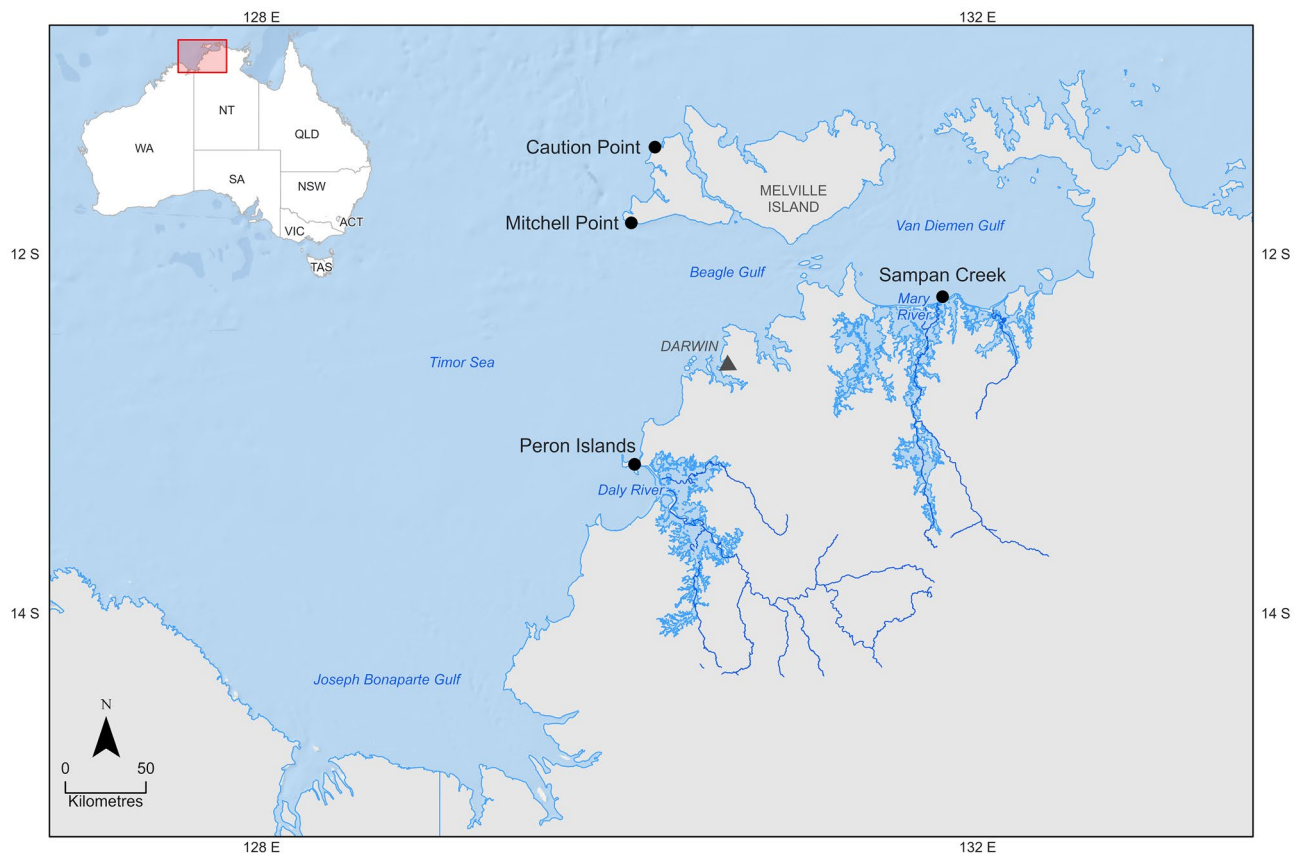 128 E
132 E
NT
WA
QLD
SA
NSW
ACT
VIC
TAS
Caution Point
MELVILLE
ISLAND
Mitchell Point
Van Diemen Gulf
12 S
12 S
Beagle Gulf
Sampan Creek
Mary
River
DARWIN
Timor Sea
Peron Islands
Daly River
14 S
14 S
Joseph Bonaparte Gulf
N
0 50
Kilometres
128 E
132 E